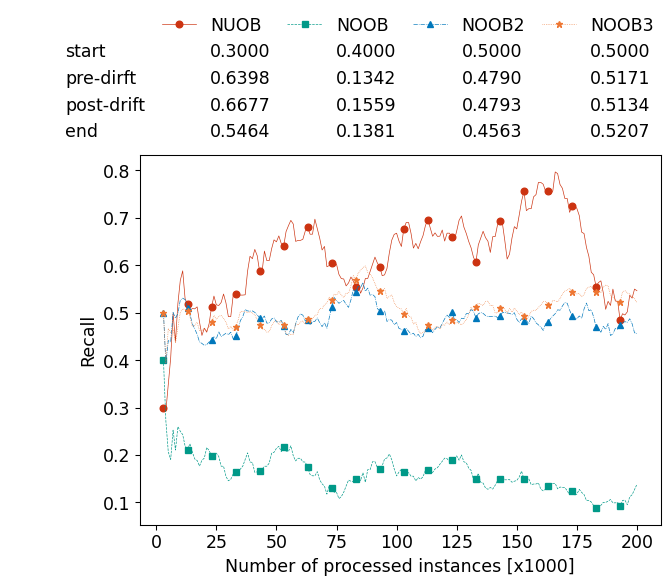 NUOB NOOB NOOB2 NOOB3
start 0.3000 0.4000 0.5000 0.5000
pre-dirft 0.6398 0.1342 0.4790 0.5171
post-drift 0.6677 0.1559 0.4793 0.5134
end 0.5464 0.1381 0.4563 0.5207
0.8
0.7
0.6
0.5
0.4
0.3
0.2
0.1
Recall
0 25 50 75 100 125 150 175 200
Number of processed instances [x1000]